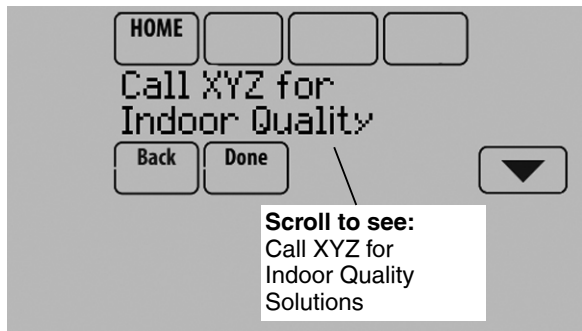 HOME
Call XYZ for
Indoor Quality
Back Done
Scroll to see:
Call XYZ for
Indoor Quality
Solutions